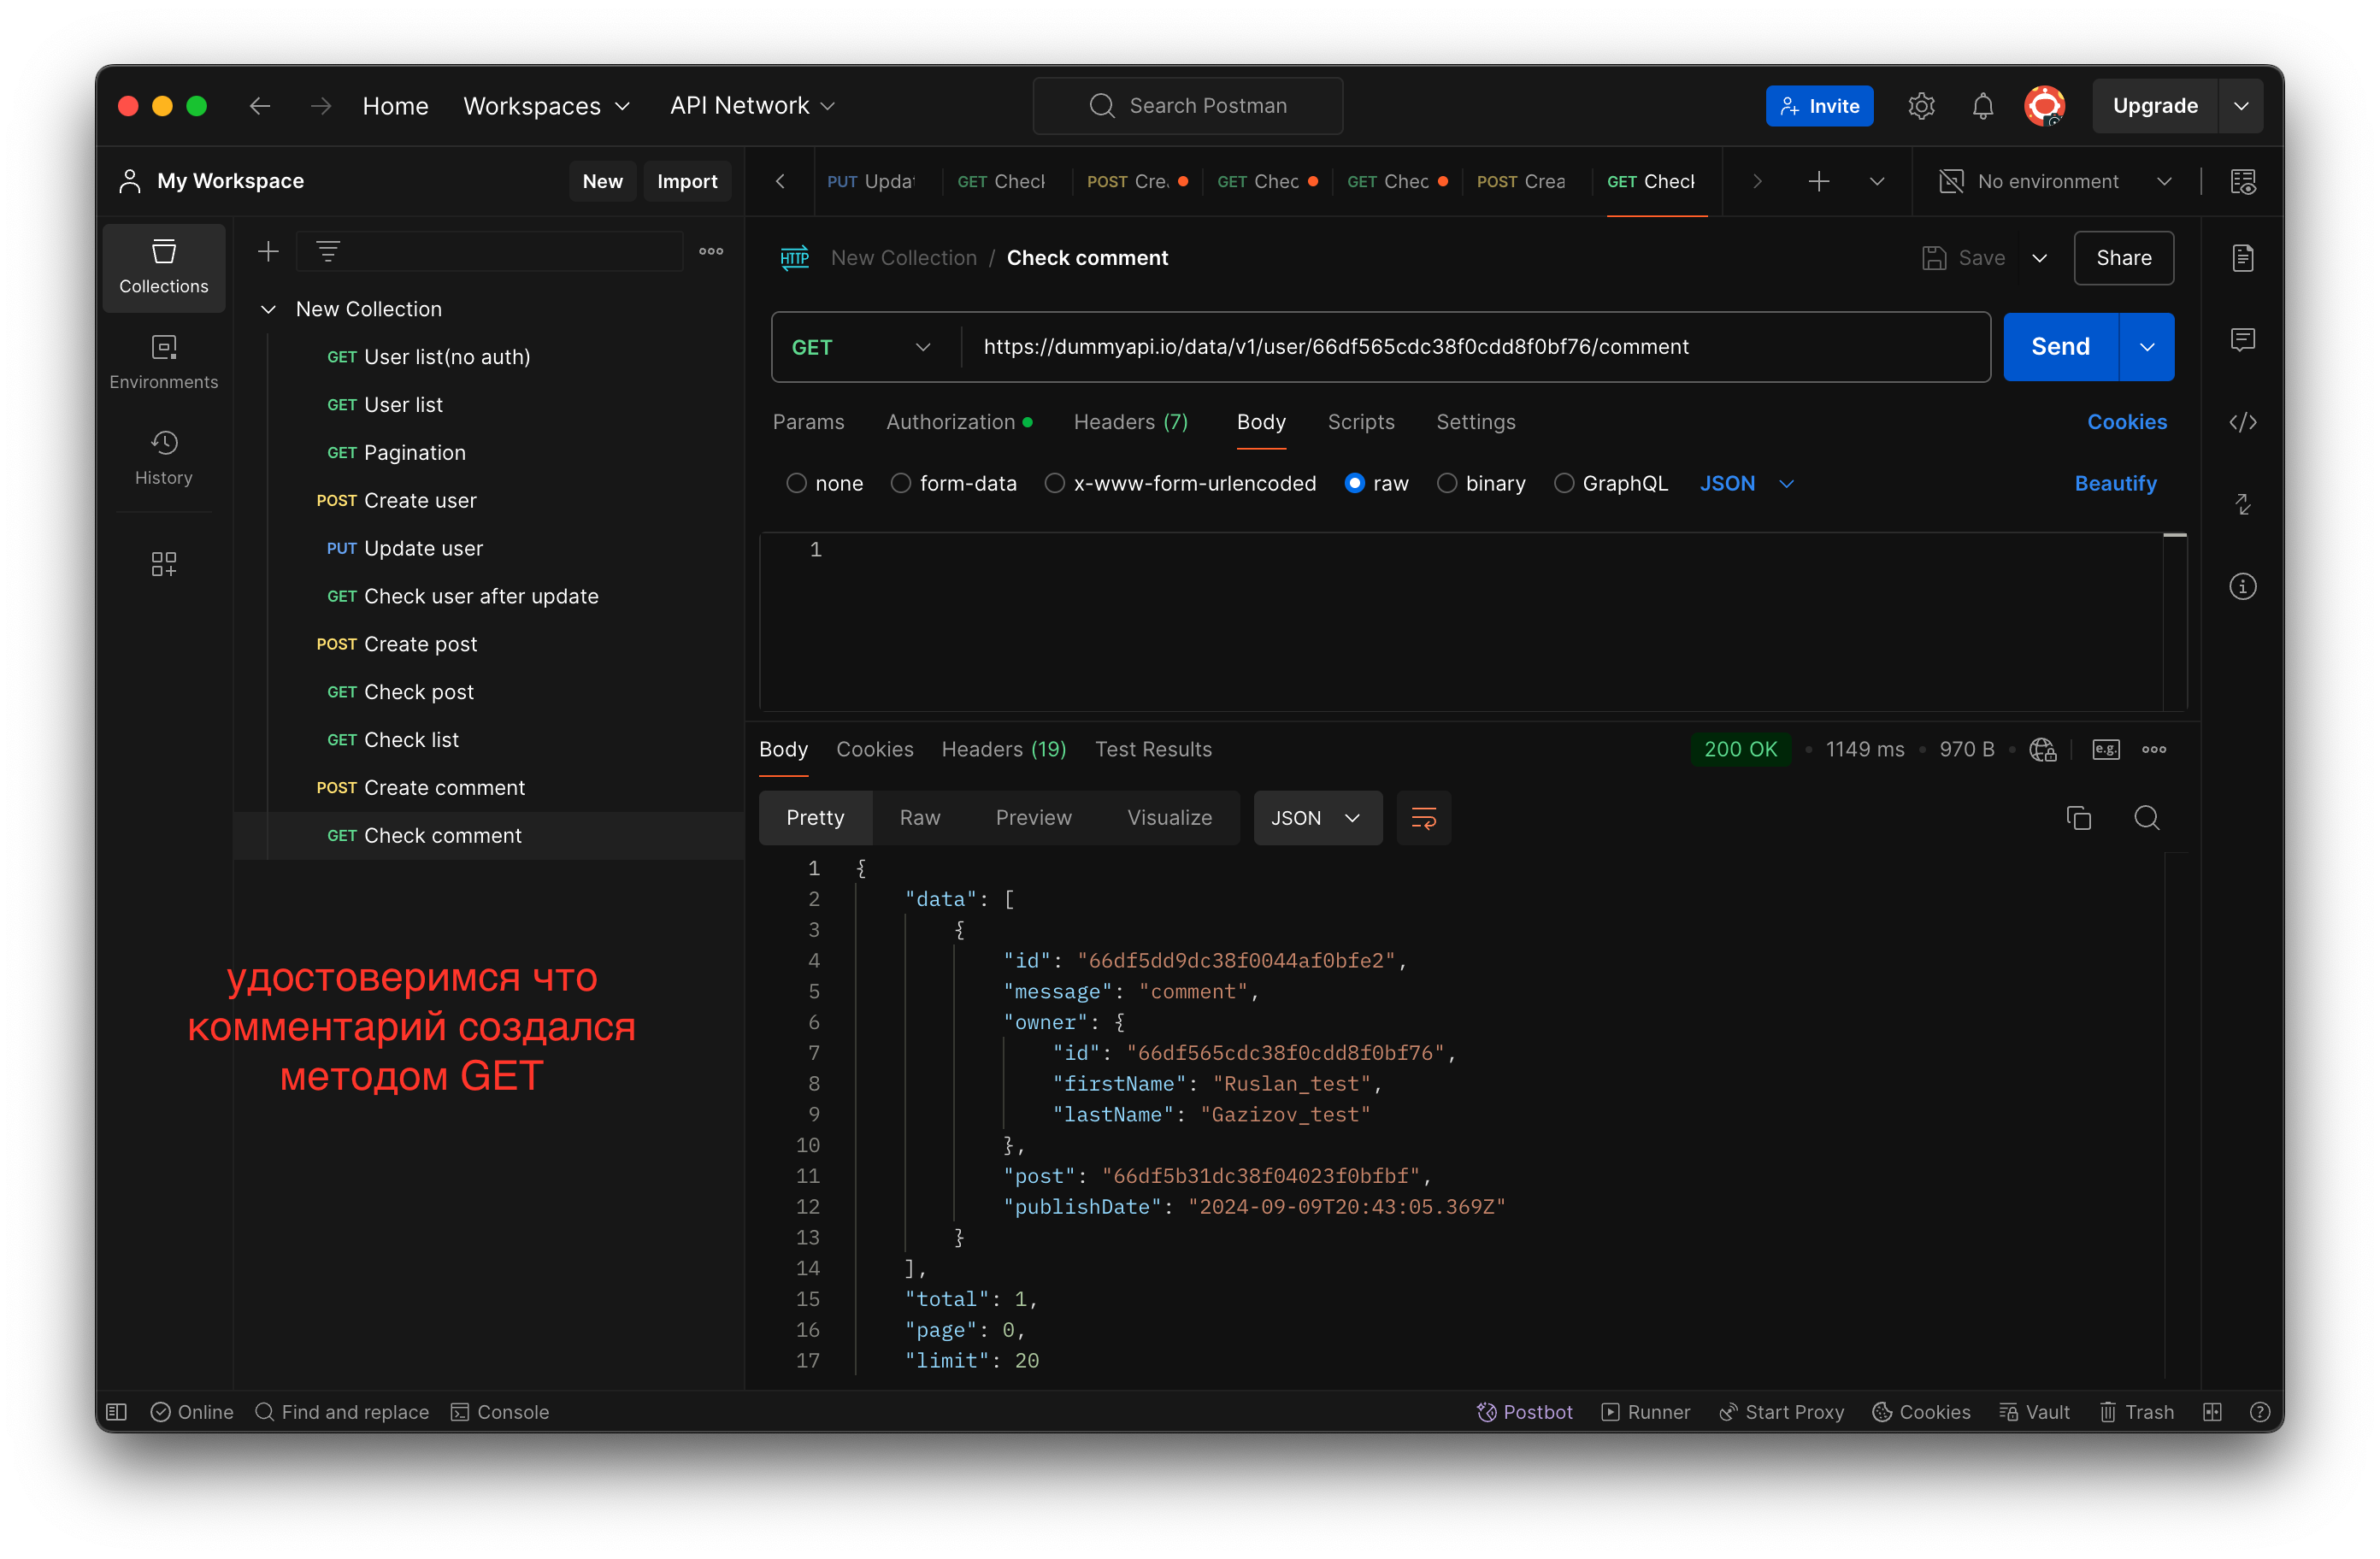 Home Workspaces API Network Search Postman Invite Upgrade
My Workspace New Import
PUT Updat GET Check POST Cre. GET Chec GET Chec POST Crea GET Check No environment
Collections
Environments
History
New Collection
GET User list(no auth)
GET User list
GET Pagination
POST Create user
PUT Update user
GET Check user after update
POST Create post
GET Check post
GET Check list
POST Create comment
GET Check comment
удостоверимся что
комментарий создался
методом GET
HTTP New Collection / Check comment Save Share
GET https://dummyapi.io/data/v1/user/66df565cdc38f0cdd8f0bf76/comment Send
Params Authorization Headers (7) Body Scripts Settings Cookies
none form-data x-www-form-urlencoded raw binary GraphQL JSON Beautify
1
Body Cookies Headers (19) Test Results 200 OK • 1149 ms • 970 B • e.g.
Pretty Raw Preview Visualize JSON
1 {
2 "data": [
3 {
4 "id": "66df5dd9dc38f0044af0bfe2",
5 "message": "comment",
6 "owner": {
7 "id": "66df565cdc38f0cdd8f0bf76",
8 "firstName": "Ruslan_test",
9 "lastName": "Gazizov_test"
10 },
11 "post": "66df5b31dc38f04023f0bfbf",
12 "publishDate": "2024-09-09T20:43:05.369Z"
13 }
14 ],
15 "total": 1,
16 "page": 0,
17 "limit": 20
Online Find and replace Console Postbot Runner Start Proxy Cookies Vault Trash